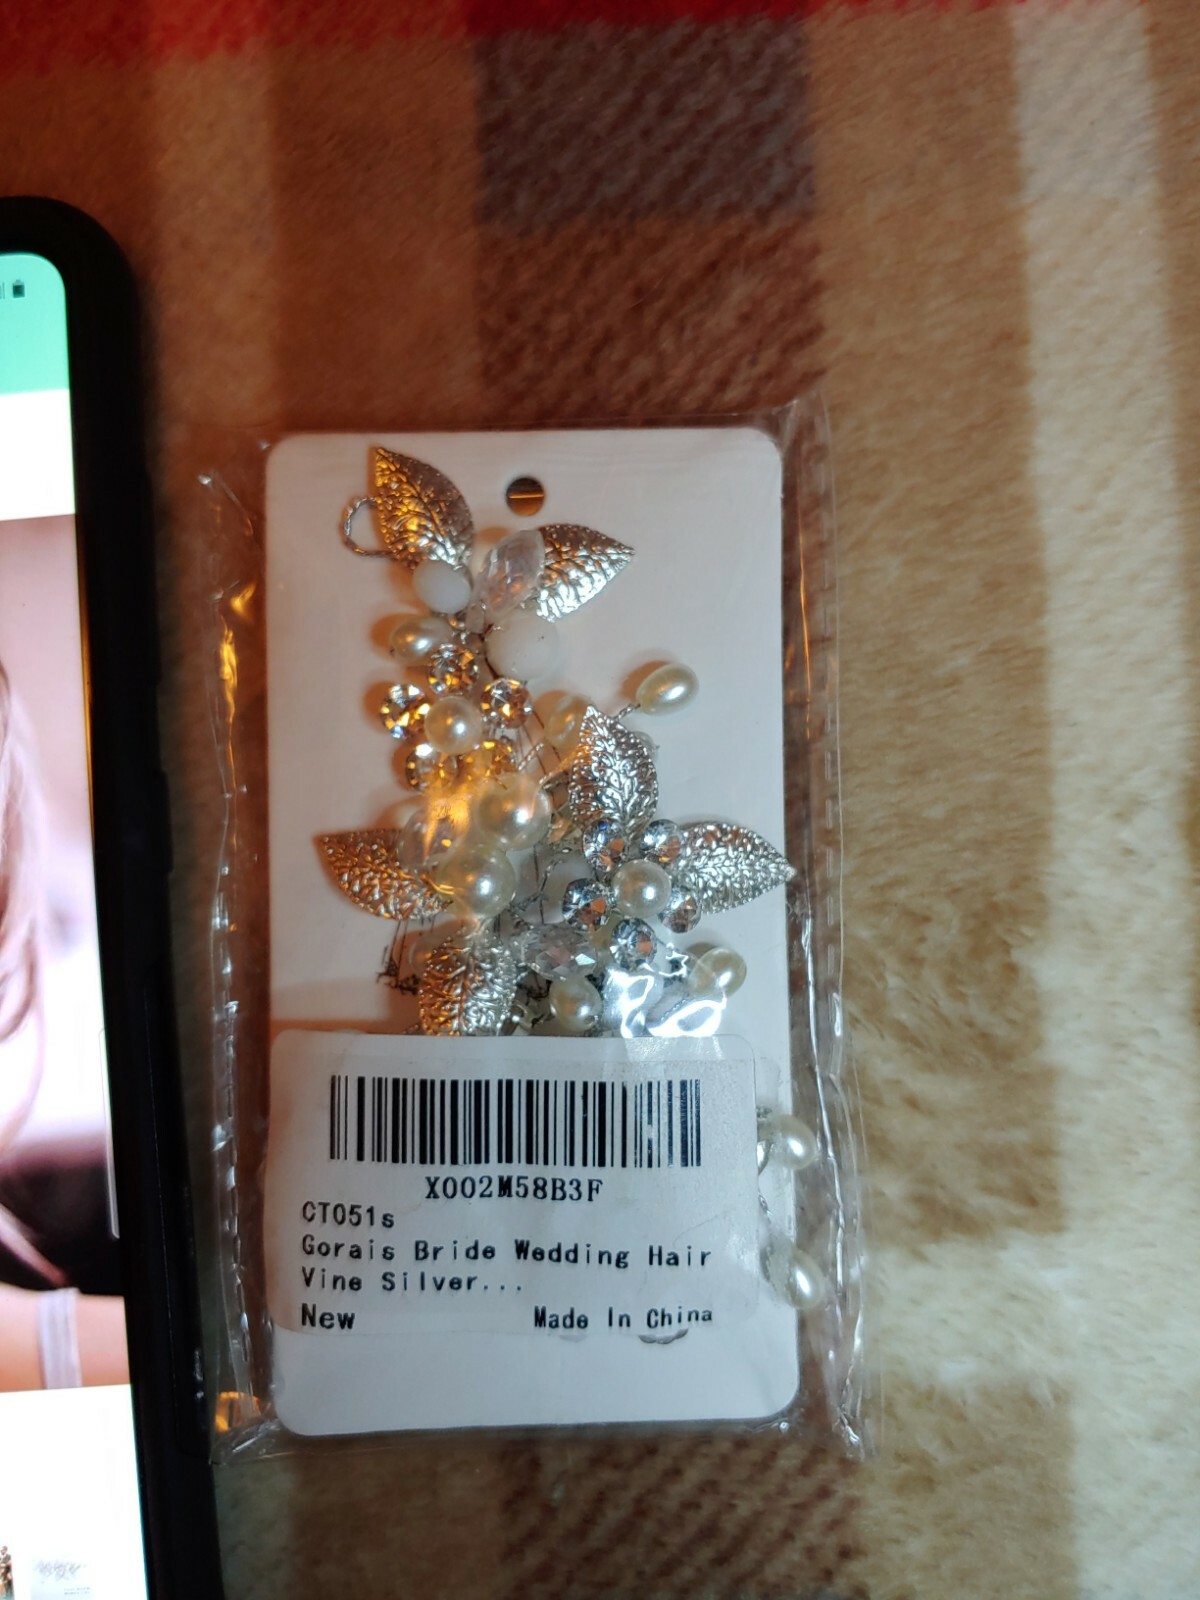 X002M58B3F
CT051s
Gorais Bride Wedding Hair
Vine Silver...
New Made In China